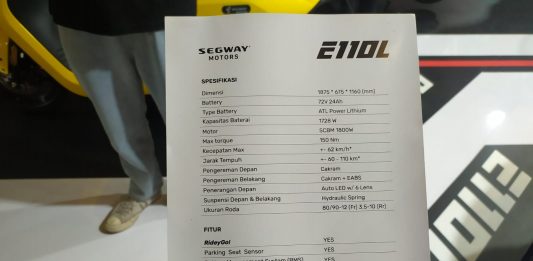 SEGWAY
MOTORS
E110L
SPESIFIKASI
Dimensi 1875 * 675 * 1160 (mm)
Battery 72V 24Ah
Type Battery ATL Power Lithium
Kapasitas Baterai 1728 W
Motor SCBM 1800W
Max torque 150 Nm
Kecepatan Max +- 62 km/h*
Jarak Tempuh +- 60 - 110 km*
Pengereman Depan Cakram
Pengereman Belakang Cakram + EABS
Penerangan Depan Auto LED w/ 6 Lens
Suspensi Depan & Belakang Hydraulic Spring
Ukuran Roda 80/90-12 (Fr) 3.5-10 (Rr)
FITUR
RideyGo! YES
Parking Seat Sensor YES
(BMS) YES
E110L